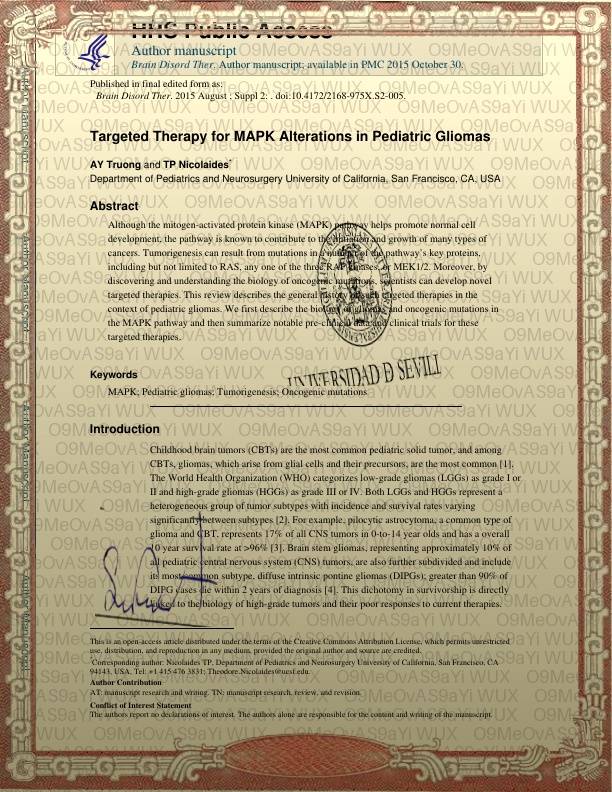 HHS Public Access
Author manuscript
Brain Disord Ther. Author manuscript; available in PMC 2015 October 30.
Published in final edited form as:
Brain Disord Ther. 2015 August ; Suppl 2: . doi:10.4172/2168-975X.S2-005.
Targeted Therapy for MAPK Alterations in Pediatric Gliomas
AY Truong and TP Nicolaides*
Department of Pediatrics and Neurosurgery University of California, San Francisco, CA, USA
Abstract
Although the mitogen-activated protein kinase (MAPK) pathway helps promote normal cell
development, the pathway is known to contribute to the initiation and growth of many types of
cancers. Tumorigenesis can result from mutations in a number of the pathway's key proteins,
including but not limited to RAS, any one of the three RAF kinases, or MEK1/2. Moreover, by
discovering and understanding the biology of oncogenic mutations, scientists can develop novel
targeted therapies. This review describes the general history of such targeted therapies in the
context of pediatric gliomas. We first describe the biology of gliomas and oncogenic mutations in
the MAPK pathway and then summarize notable pre-clinical data and clinical trials for these
targeted therapies.
Keywords
MAPK; Pediatric gliomas; Tumorigenesis; Oncogenic mutations
UNIVERSIDAD Ð SEVILL
Introduction
Childhood brain tumors (CBTs) are the most common pediatric solid tumor, and among
CBTs, gliomas, which arise from glial cells and their precursors, are the most common [1].
The World Health Organization (WHO) categorizes low-grade gliomas (LGGs) as grade I or
II and high-grade gliomas (HGGs) as grade III or IV. Both LGGs and HGGs represent a
heterogeneous group of tumor subtypes with incidence and survival rates varying
significantly between subtypes [2]. For example, pilocytic astrocytoma, a common type of
glioma and CBT, represents 17% of all CNS tumors in 0-to-14 year olds and has a overall
10 year survival rate at >96% [3]. Brain stem gliomas, representing approximately 10% of
all pediatric central nervous system (CNS) tumors, are also further subdivided and include
its most common subtype, diffuse intrinsic pontine gliomas (DIPGs); greater than 90% of
DIPG cases die within 2 years of diagnosis [4]. This dichotomy in survivorship is directly
linked to the biology of high-grade tumors and their poor responses to current therapies.
This is an open-access article distributed under the terms of the Creative Commons Attribution License, which permits unrestricted
use, distribution, and reproduction in any medium, provided the original author and source are credited.
*Corresponding author: Nicolaides TP, Department of Pediatrics and Neurosurgery University of California, San Francisco, CA
94143, USA, Tel: +1 415-476 3831; Theodore.Nicolaides@ucsf.edu.
Author Contribution
AT: manuscript research and writing. TN: manuscript research, review, and revision.
Conflict of Interest Statement
The authors report no declarations of interest. The authors alone are responsible for the content and writing of the manuscript.
Author Manuscript
Author Manuscript
Author Manuscript
Author Manuscript
O9MeOvAS9aYi WUX